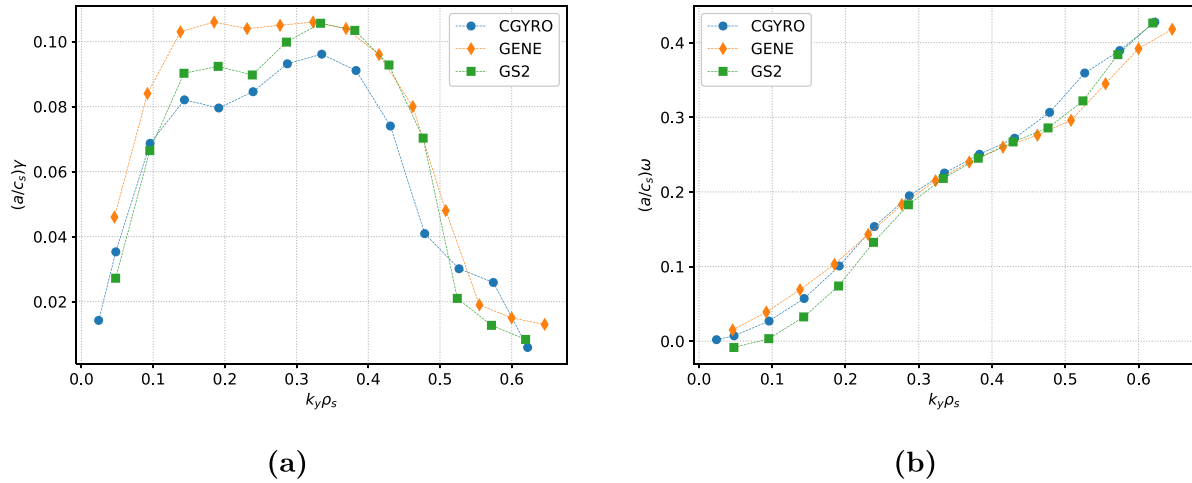 CGYRO
GENE
GS2
(a/c_s)γ
0.10
0.08
0.06
0.04
0.02
0.0 0.1 0.2 0.3 0.4 0.5 0.6
k_yρ_s
(a)
CGYRO
GENE
GS2
(a/c_s)ω
0.4
0.3
0.2
0.1
0.0
0.0 0.1 0.2 0.3 0.4 0.5 0.6
k_yρ_s
(b)